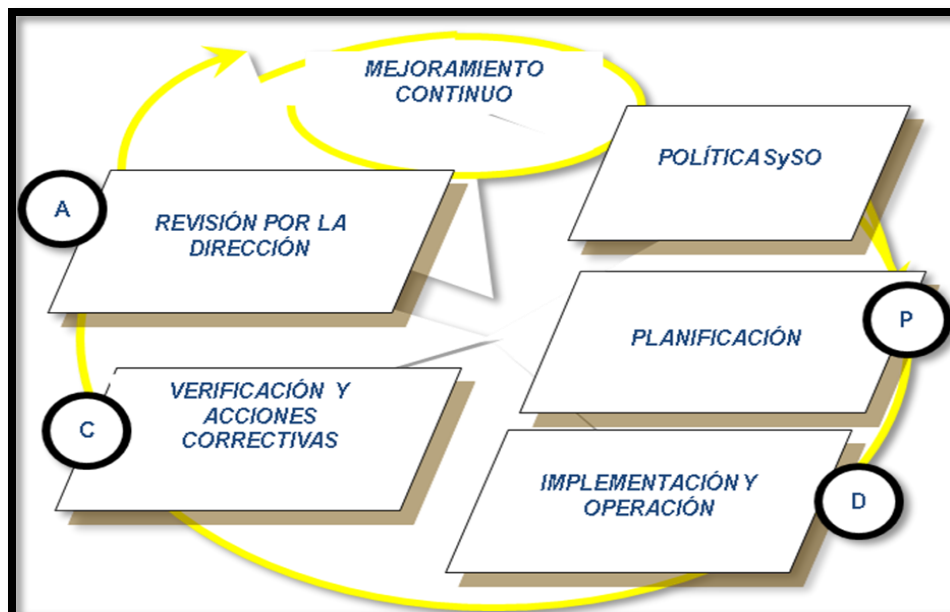 MEJORAMIENTO
CONTINUO
POLÍTICA SySO
A
REVISIÓN POR LA
DIRECCIÓN
P
PLANIFICACIÓN
C
VERIFICACIÓN Y
ACCIONES
CORRECTIVAS
IMPLEMENTACIÓN Y
OPERACIÓN
D